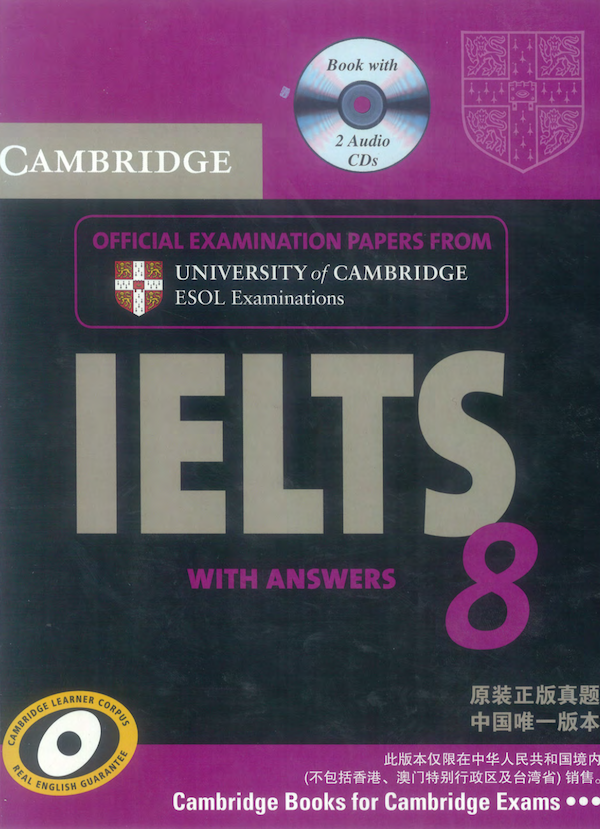 Book with
2 Audio
CDs
CAMBRIDGE
OFFICIAL EXAMINATION PAPERS FROM
UNIVERSITY of CAMBRIDGE
ESOL Examinations
IELTS
8
WITH ANSWERS
原装正版真题
中国唯一版本
CAMBRIDGE LEARNER CORPUS
REAL ENGLISH GUARANTEE
此版本仅限在中华人民共和国境内
(不包括香港、澳门特别行政区及台湾省) 销售。
Cambridge Books for Cambridge Exams •••